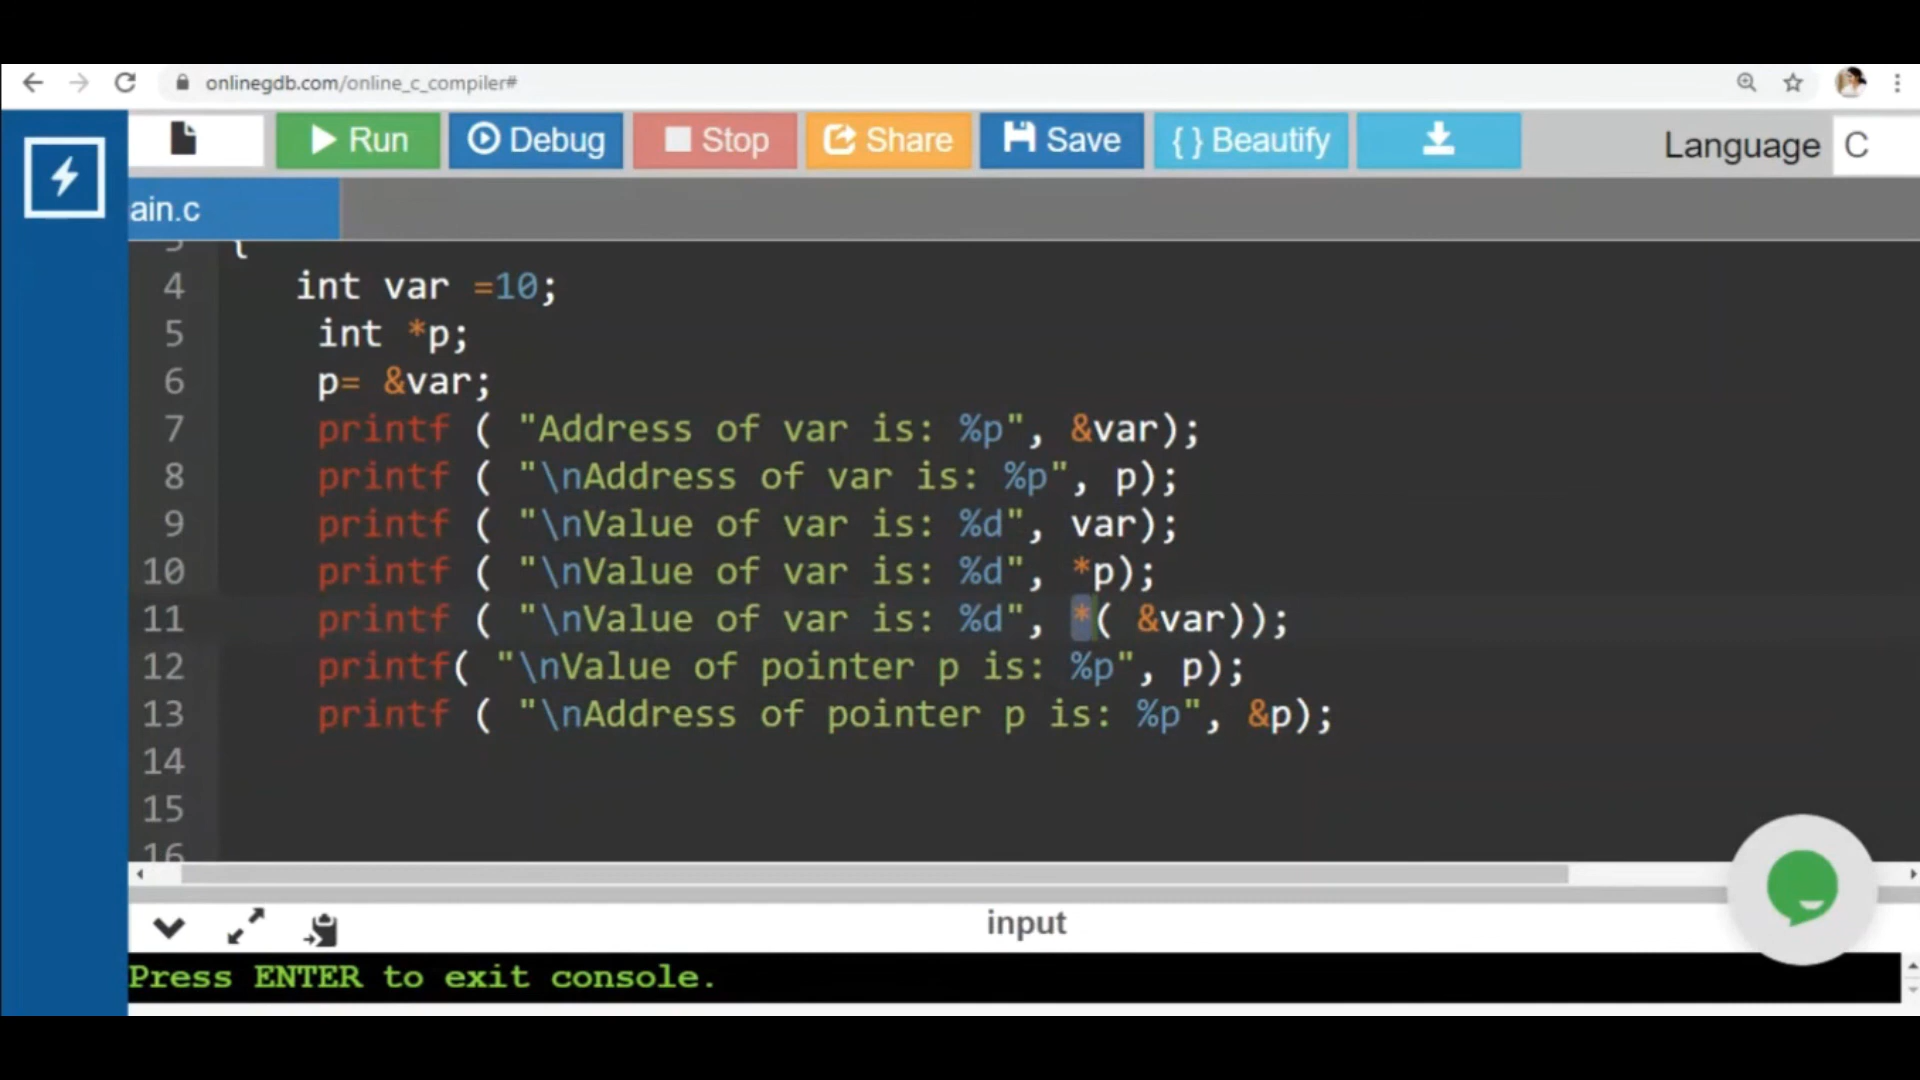 onlinegdb.com/online_c_compiler#
Run Debug Stop Share Save { } Beautify Language C
ain.c
3 {
4 int var =10;
5 int *p;
6 p= &var;
7 printf ( "Address of var is: %p", &var);
8 printf ( "\nAddress of var is: %p", p);
9 printf ( "\nValue of var is: %d", var);
10 printf ( "\nValue of var is: %d", *p);
11 printf ( "\nValue of var is: %d", *( &var));
12 printf( "\nValue of pointer p is: %p", p);
13 printf ( "\nAddress of pointer p is: %p", &p);
14
15
16
input
Press ENTER to exit console.